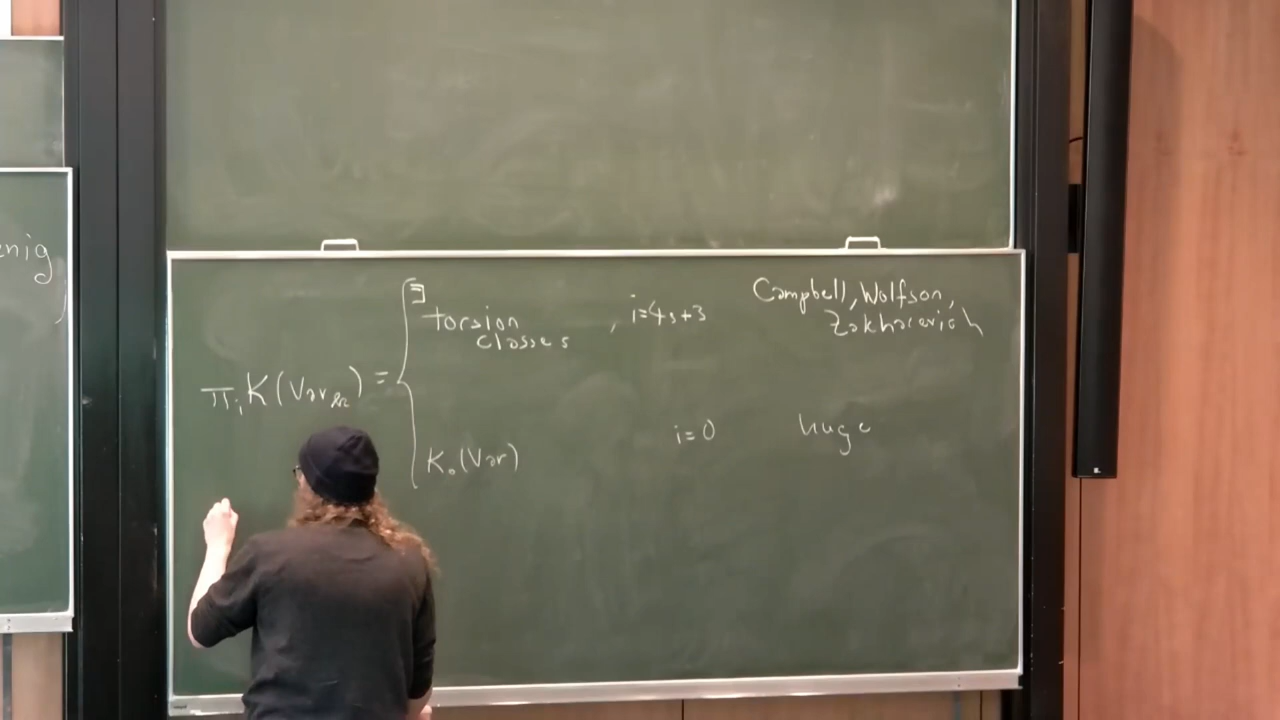 enig
∃
torsion
classes
, i=4s+3
Campbell, Wolfson,
Zakharevich
π_i K(Var_k) = {
i=0
huge
K_0(Var)